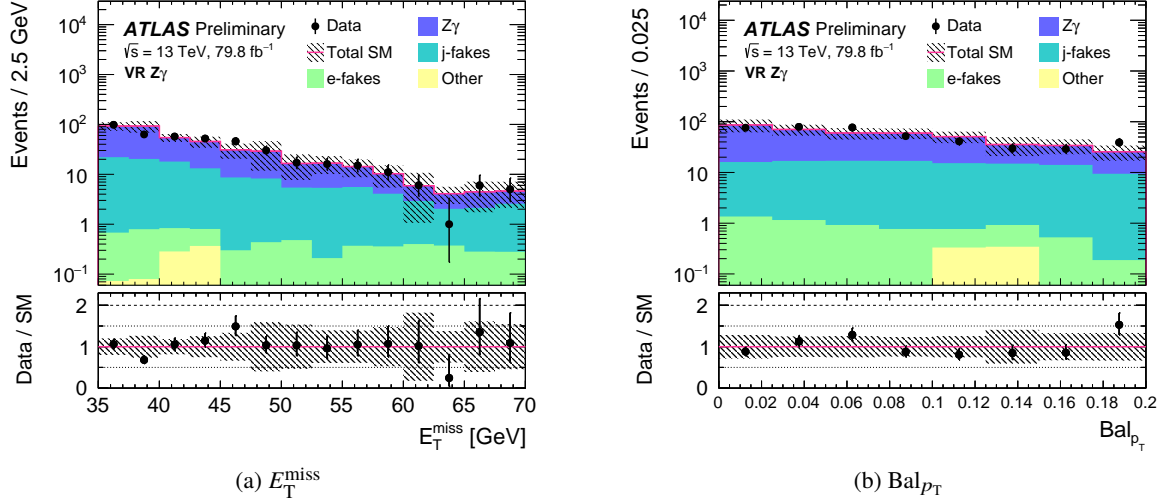 Events / 2.5 GeV
ATLAS Preliminary
√s = 13 TeV, 79.8 fb⁻¹
VR Zγ
Data
Total SM
e-fakes
Zγ
j-fakes
Other
10⁴
10³
10²
10
1
10⁻¹
Data / SM
2
1
0
35 40 45 50 55 60 65 70
E_T^miss [GeV]
(a) E_T^miss
Events / 0.025
ATLAS Preliminary
√s = 13 TeV, 79.8 fb⁻¹
VR Zγ
Data
Total SM
e-fakes
Zγ
j-fakes
Other
10⁴
10³
10²
10
1
10⁻¹
Data / SM
2
1
0
0 0.02 0.04 0.06 0.08 0.1 0.12 0.14 0.16 0.18 0.2
Bal_{p_T}
(b) Bal_{p_T}